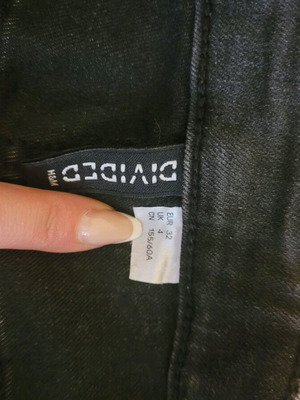 DIVIDED
H&M
EUR 32
UK 4
CN 155/60A